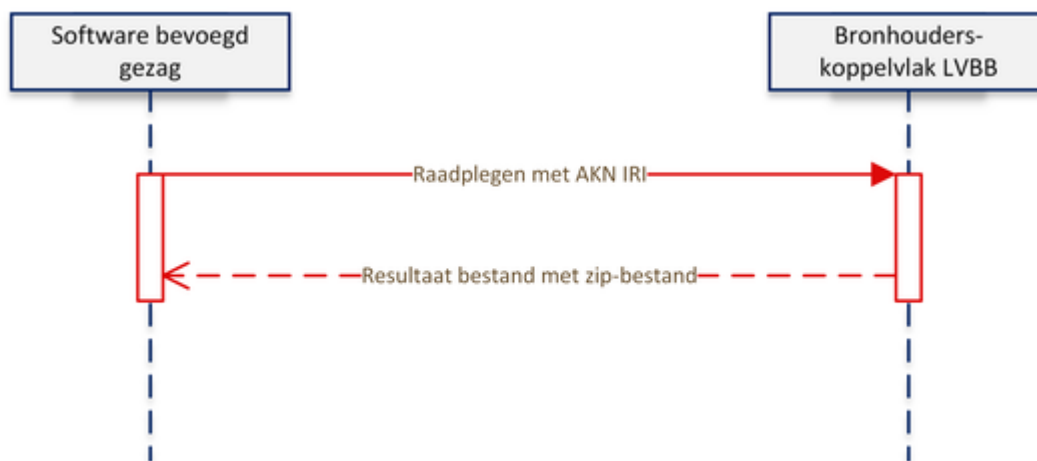 Software bevoegd
gezag
Bronhouders-
koppelvlak LVBB
Raadplegen met AKN IRI
Resultaat bestand met zip-bestand